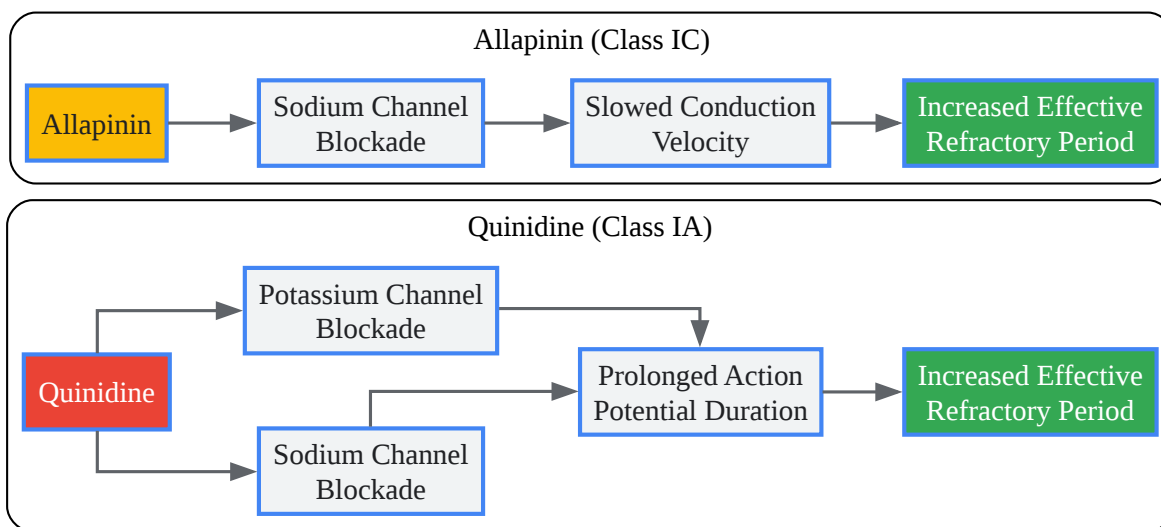 Allapinin (Class IC)
Allapinin
Sodium Channel
Blockade
Slowed Conduction
Velocity
Increased Effective
Refractory Period
Quinidine (Class IA)
Potassium Channel
Blockade
Quinidine
Sodium Channel
Blockade
Prolonged Action
Potential Duration
Increased Effective
Refractory Period